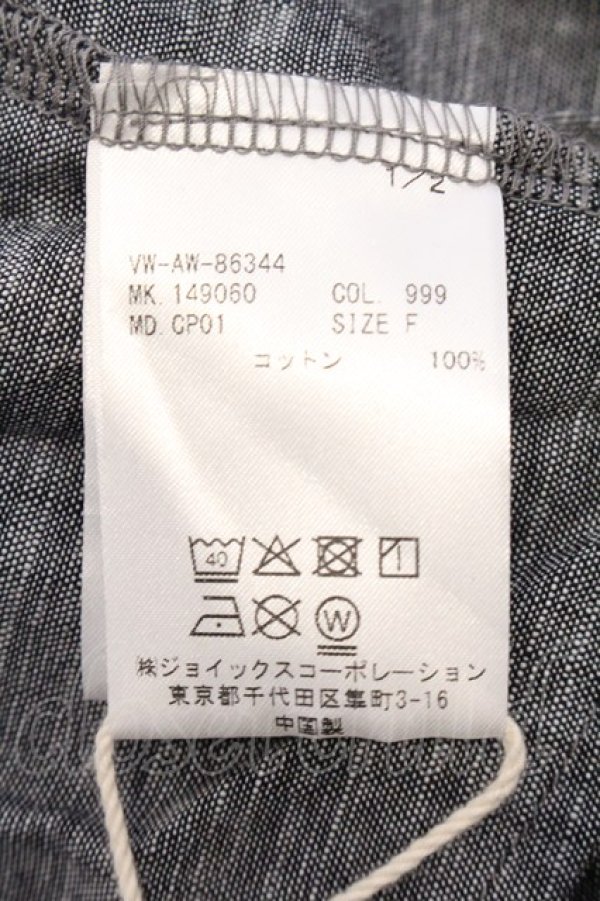 1/2
VW-AW-86344
MK. 149060 COL. 999
MD. CP01 SIZE F
コットン 100%
40
1
W
㈱ジョイックスコーポレーション
東京都千代田区隼町3-16
中国製